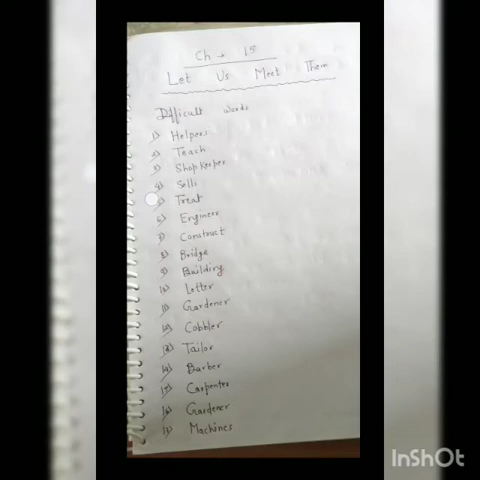 Ch → 15
Let Us Meet Them
Difficult words
1) Helpers
2) Teach
3) Shopkeeper
4) Sells
5) Treat
6) Engineer
7) Construct
8) Bridge
9) Building
10) Letter
11) Gardener
12) Cobbler
13) Tailor
14) Barber
15) Carpenter
16) Gardener
17) Machines
InShOt